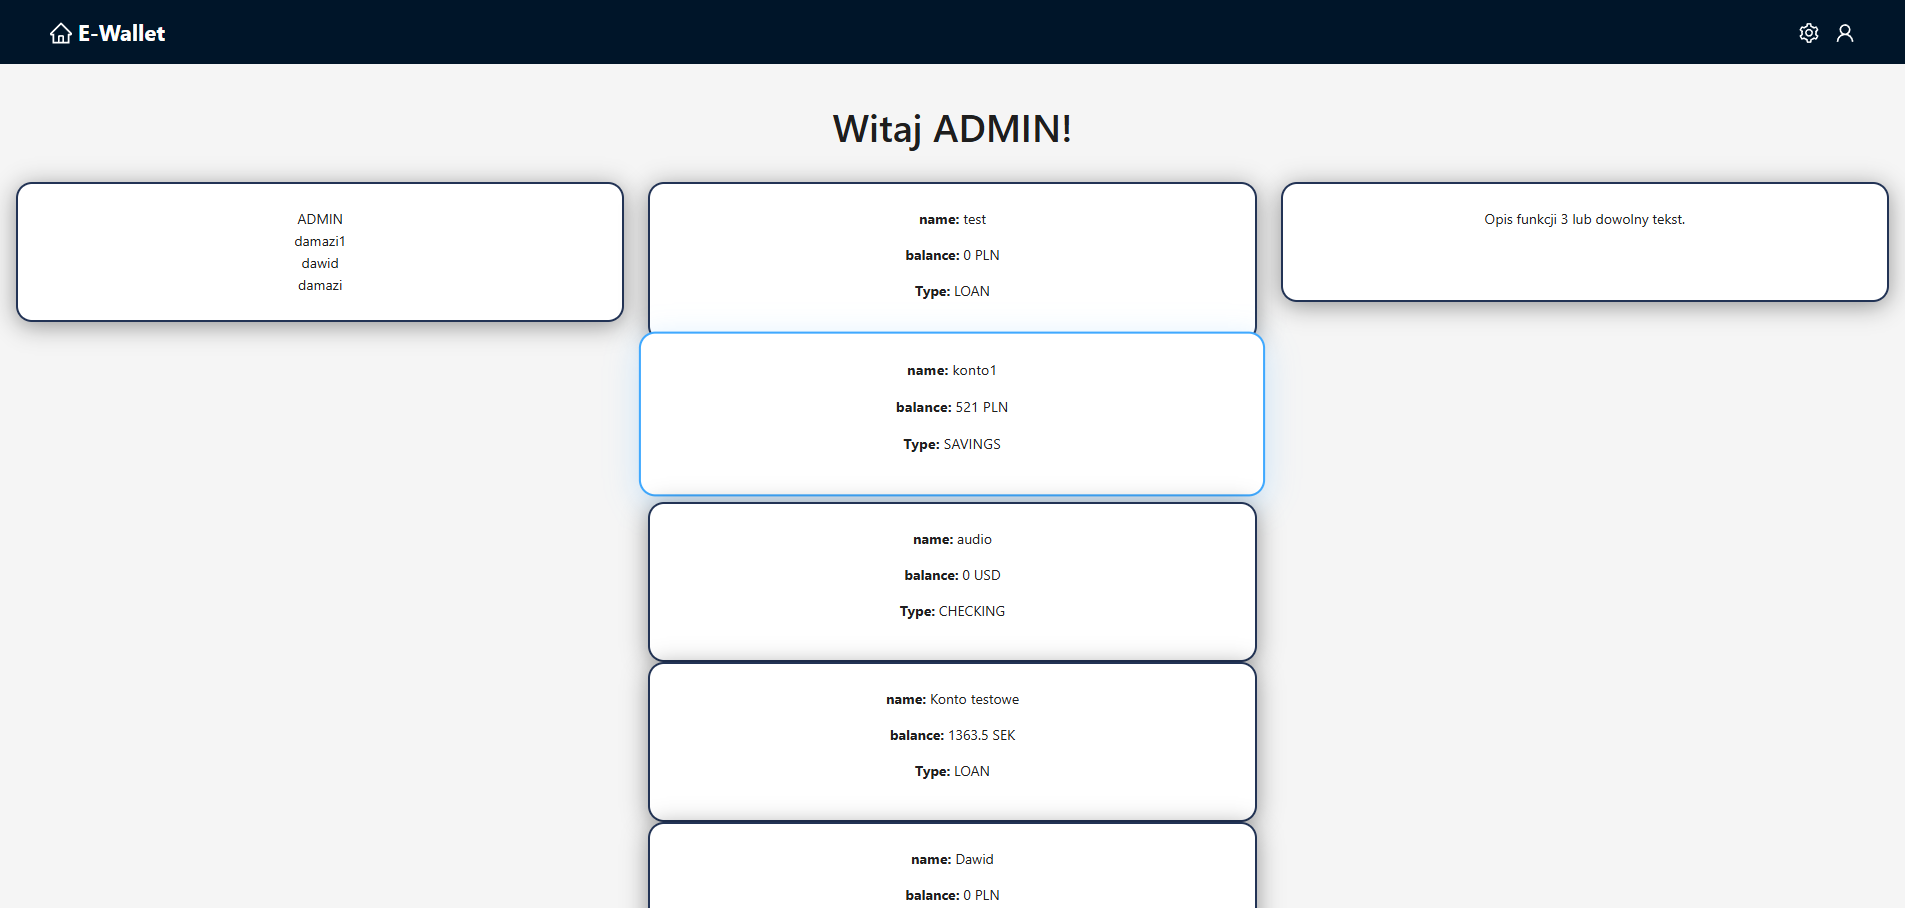 E-Wallet
Witaj ADMIN!
ADMIN
damazi1
dawid
damazi
name: test
balance: 0 PLN
Type: LOAN
name: konto1
balance: 521 PLN
Type: SAVINGS
name: audio
balance: 0 USD
Type: CHECKING
name: Konto testowe
balance: 1363.5 SEK
Type: LOAN
name: Dawid
balance: 0 PLN
Opis funkcji 3 lub dowolny tekst.